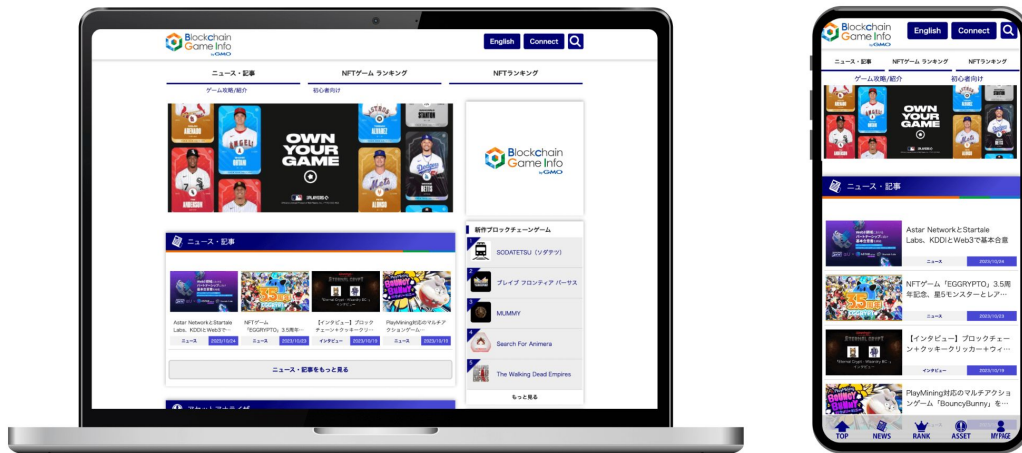 Blockchain
Game Info
by GMO
English
Connect
ニュース・記事
NFTゲーム ランキング
NFTランキング
ゲーム攻略/紹介
初心者向け
ARENADO
ANGELS
ANDERSON
OWN
YOUR
GAME
ASTROS
ALVAREZ
Mets
ALONSO
STANTON
Dodgers
BETTS
Blockchain
Game Info
by GMO
ニュース・記事
Astar NetworkとStartale
Labs、KDDIとWeb3で…
ニュース
2023/10/24
NFTゲーム
「EGGRYPTO」3.5周年…
ニュース
2023/10/23
【インタビュー】ブロック
チェーン+クッキークリ…
インタビュー
2023/10/19
PlayMining対応のマルチア
クションゲーム…
ニュース
2023/10/19
ニュース・記事をもっと見る
新作ブロックチェーンゲーム
1
SODATETSU（ソダテツ）
2
ブレイブ フロンティア バーサス
3
MUMMY
4
Search For Animera
5
The Walking Dead Empires
もっと見る
Blockchain
Game Info
by GMO
English
Connect
ニュース・記事
NFTゲーム ランキング
NFTランキング
ゲーム攻略/紹介
初心者向け
OWN
YOUR
GAME
ニュース・記事
Astar NetworkとStartale
Labs、KDDIとWeb3で基本合意
ニュース
2023/10/24
NFTゲーム「EGGRYPTO」3.5周
年記念、星5モンスターとレア…
ニュース
2023/10/23
【インタビュー】ブロックチェー
ン+クッキークリッカー+ウィ…
インタビュー
2023/10/19
PlayMining対応のマルチアクショ
ンゲーム「BouncyBunny」を…
TOP
NEWS
RANK
ASSET
MYPAGE